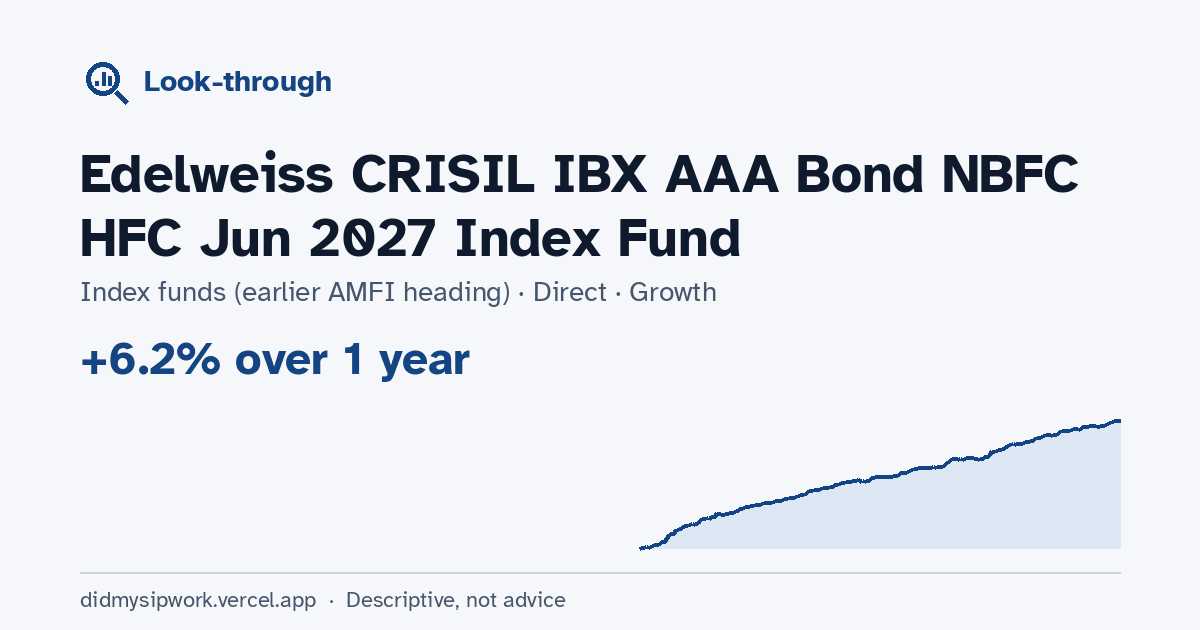 Look-through
Edelweiss CRISIL IBX AAA Bond NBFC
HFC Jun 2027 Index Fund
Index funds (earlier AMFI heading) · Direct · Growth
+6.2% over 1 year
didmysipwork.vercel.app · Descriptive, not advice